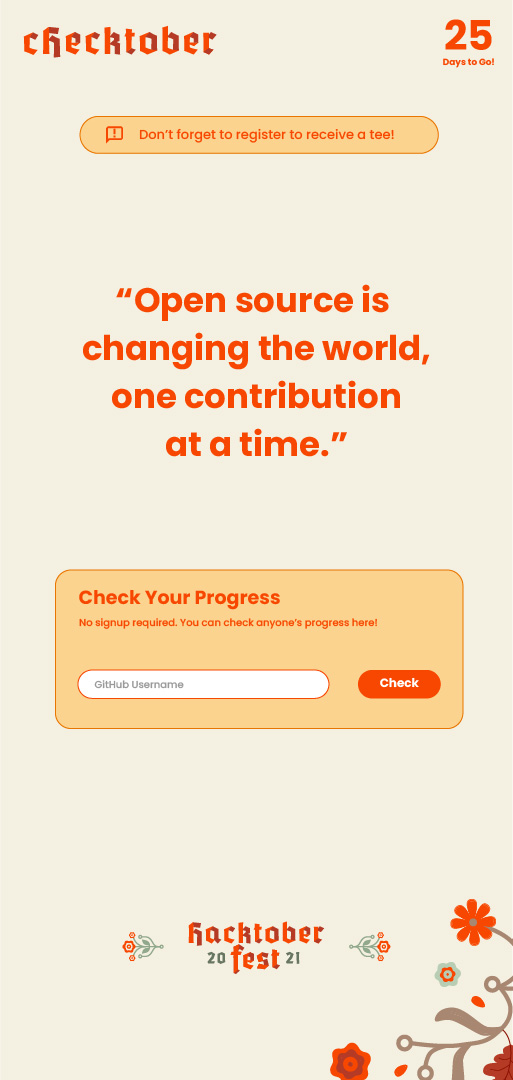 checktober
25
Days to Go!
Don’t forget to register to receive a tee!
“Open source is
changing the world,
one contribution
at a time.”
Check Your Progress
No signup required. You can check anyone’s progress here!
GitHub Username
Check
hacktober
20 fest 21